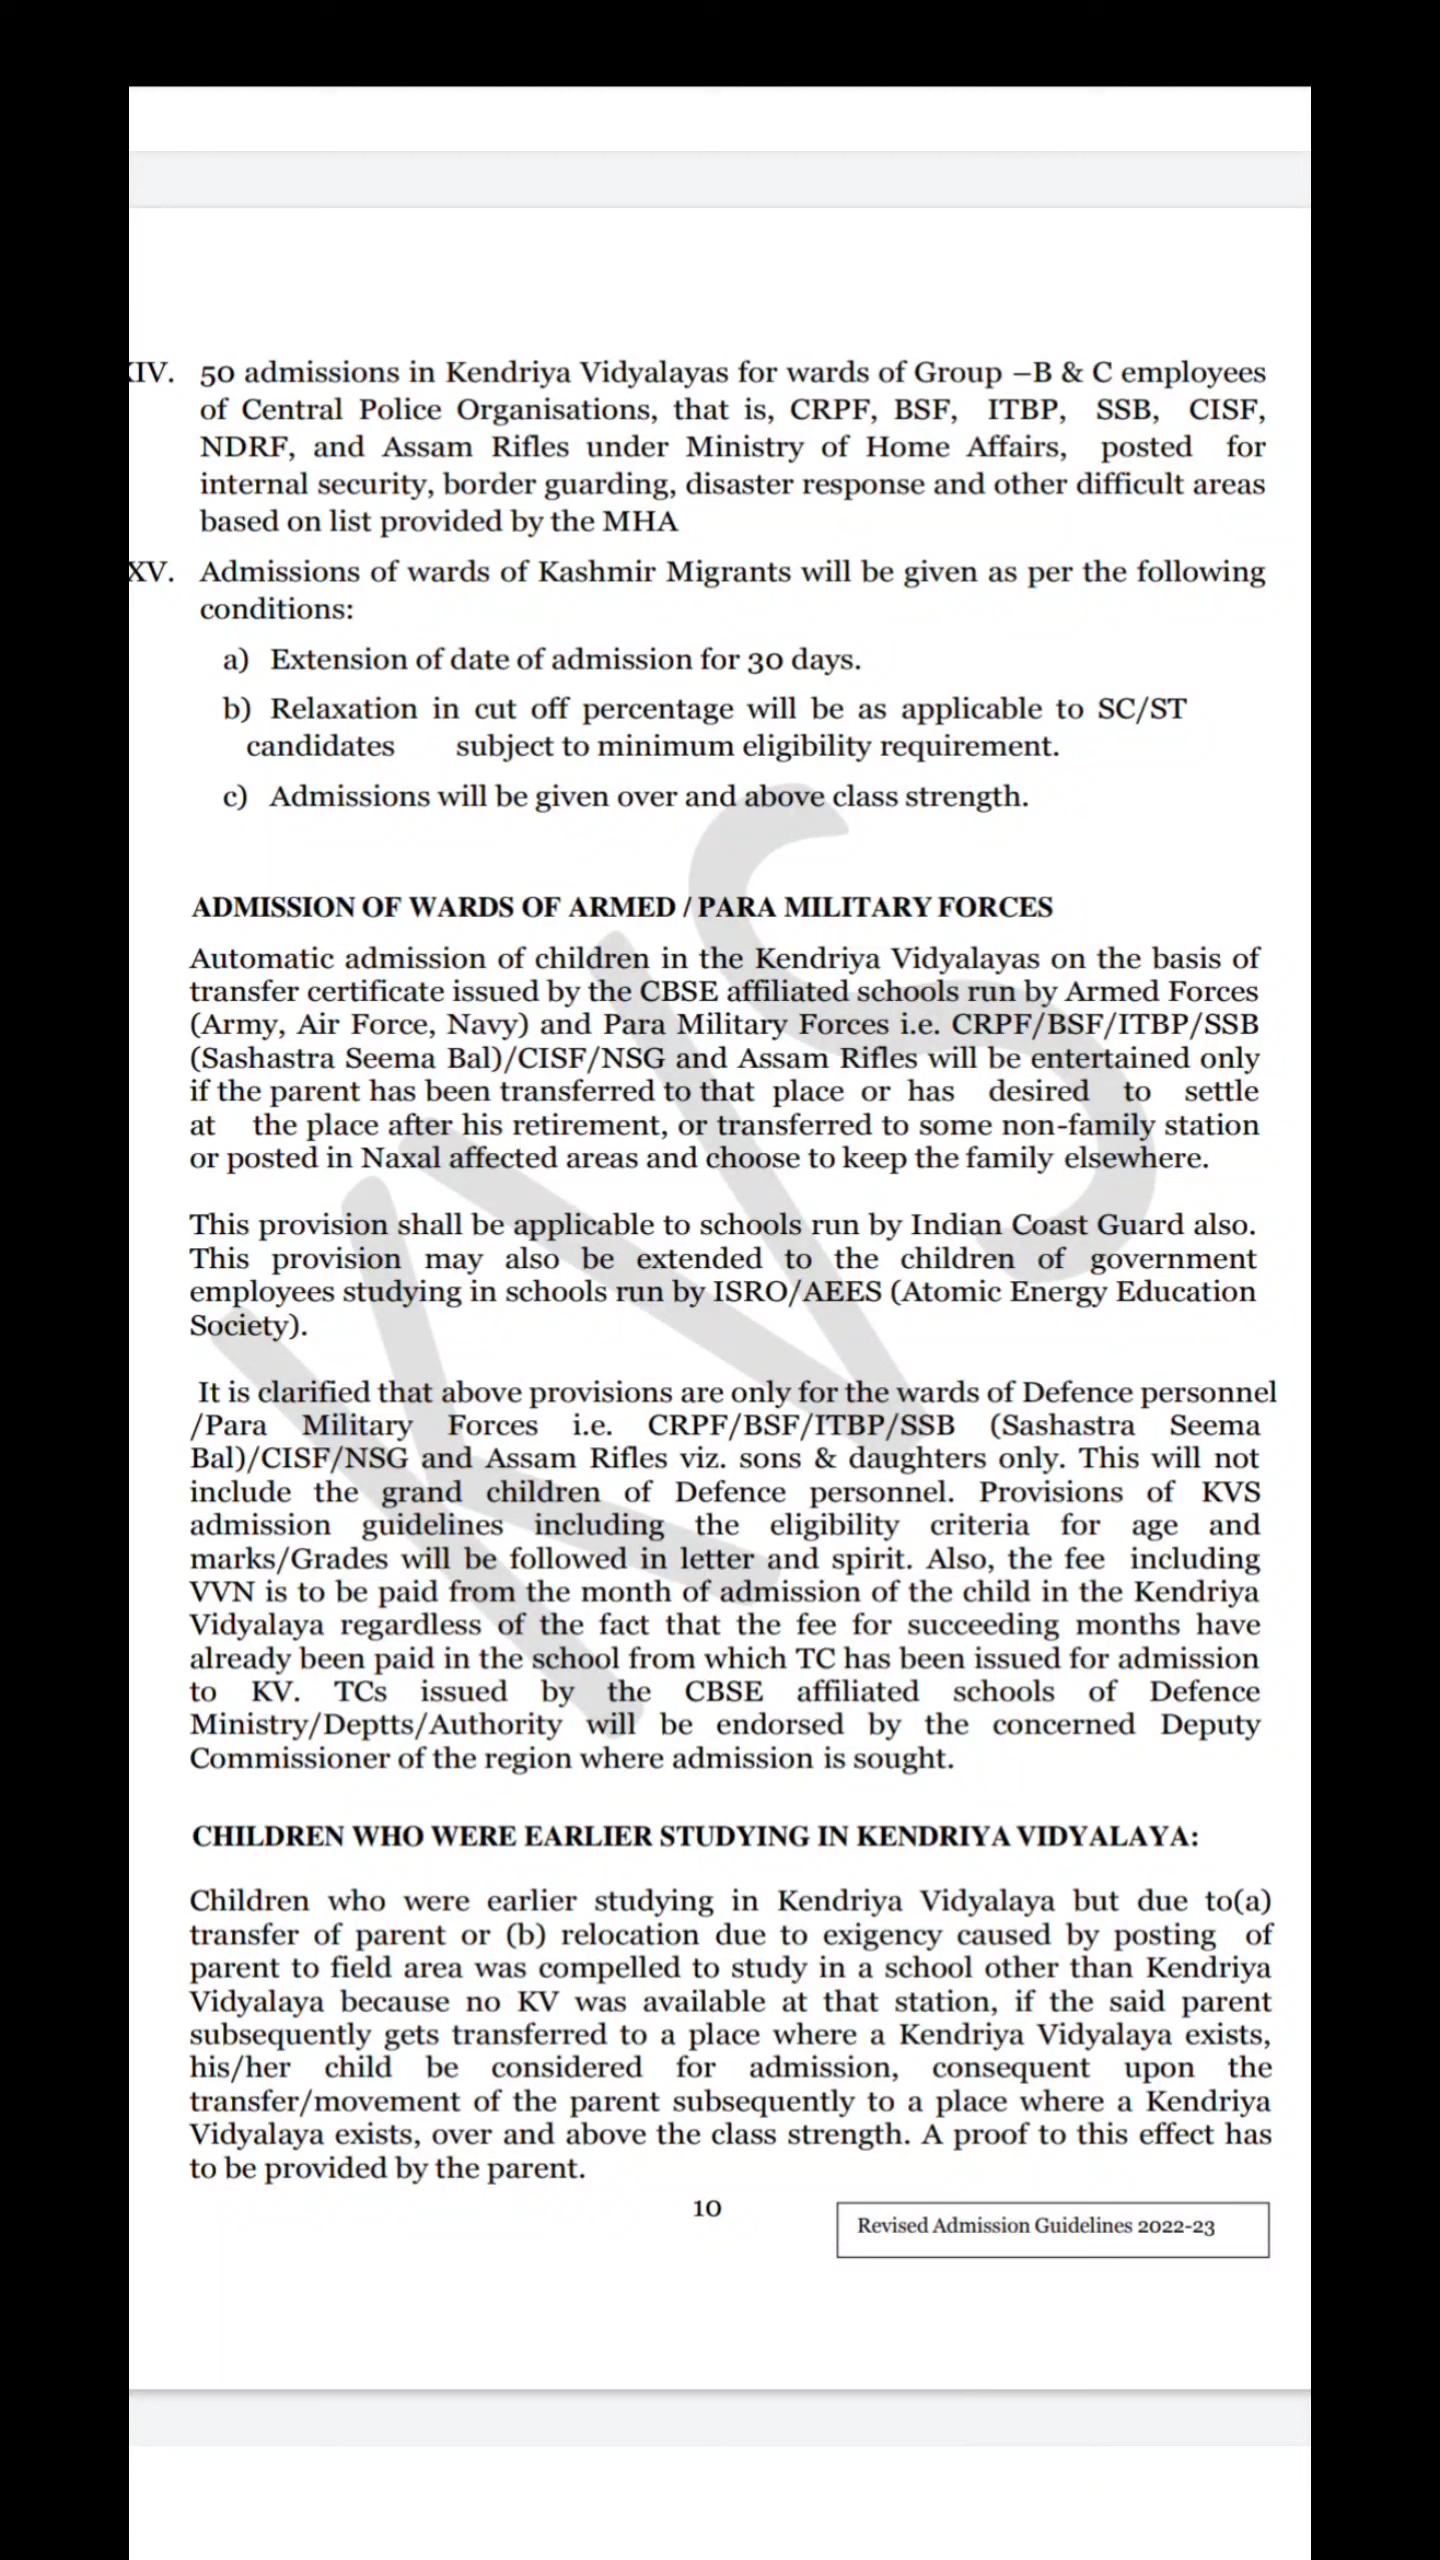 XIV. 50 admissions in Kendriya Vidyalayas for wards of Group –B & C employees
of Central Police Organisations, that is, CRPF, BSF, ITBP, SSB, CISF,
NDRF, and Assam Rifles under Ministry of Home Affairs, posted for
internal security, border guarding, disaster response and other difficult areas
based on list provided by the MHA
XV. Admissions of wards of Kashmir Migrants will be given as per the following
conditions:
a) Extension of date of admission for 30 days.
b) Relaxation in cut off percentage will be as applicable to SC/ST
candidates subject to minimum eligibility requirement.
c) Admissions will be given over and above class strength.
ADMISSION OF WARDS OF ARMED / PARA MILITARY FORCES
Automatic admission of children in the Kendriya Vidyalayas on the basis of
transfer certificate issued by the CBSE affiliated schools run by Armed Forces
(Army, Air Force, Navy) and Para Military Forces i.e. CRPF/BSF/ITBP/SSB
(Sashastra Seema Bal)/CISF/NSG and Assam Rifles will be entertained only
if the parent has been transferred to that place or has desired to settle
at the place after his retirement, or transferred to some non-family station
or posted in Naxal affected areas and choose to keep the family elsewhere.
This provision shall be applicable to schools run by Indian Coast Guard also.
This provision may also be extended to the children of government
employees studying in schools run by ISRO/AEES (Atomic Energy Education
Society).
It is clarified that above provisions are only for the wards of Defence personnel
/Para Military Forces i.e. CRPF/BSF/ITBP/SSB (Sashastra Seema
Bal)/CISF/NSG and Assam Rifles viz. sons & daughters only. This will not
include the grand children of Defence personnel. Provisions of KVS
admission guidelines including the eligibility criteria for age and
marks/Grades will be followed in letter and spirit. Also, the fee including
VVN is to be paid from the month of admission of the child in the Kendriya
Vidyalaya regardless of the fact that the fee for succeeding months have
already been paid in the school from which TC has been issued for admission
to KV. TCs issued by the CBSE affiliated schools of Defence
Ministry/Deptts/Authority will be endorsed by the concerned Deputy
Commissioner of the region where admission is sought.
CHILDREN WHO WERE EARLIER STUDYING IN KENDRIYA VIDYALAYA:
Children who were earlier studying in Kendriya Vidyalaya but due to(a)
transfer of parent or (b) relocation due to exigency caused by posting of
parent to field area was compelled to study in a school other than Kendriya
Vidyalaya because no KV was available at that station, if the said parent
subsequently gets transferred to a place where a Kendriya Vidyalaya exists,
his/her child be considered for admission, consequent upon the
transfer/movement of the parent subsequently to a place where a Kendriya
Vidyalaya exists, over and above the class strength. A proof to this effect has
to be provided by the parent.
10
Revised Admission Guidelines 2022-23
KVS